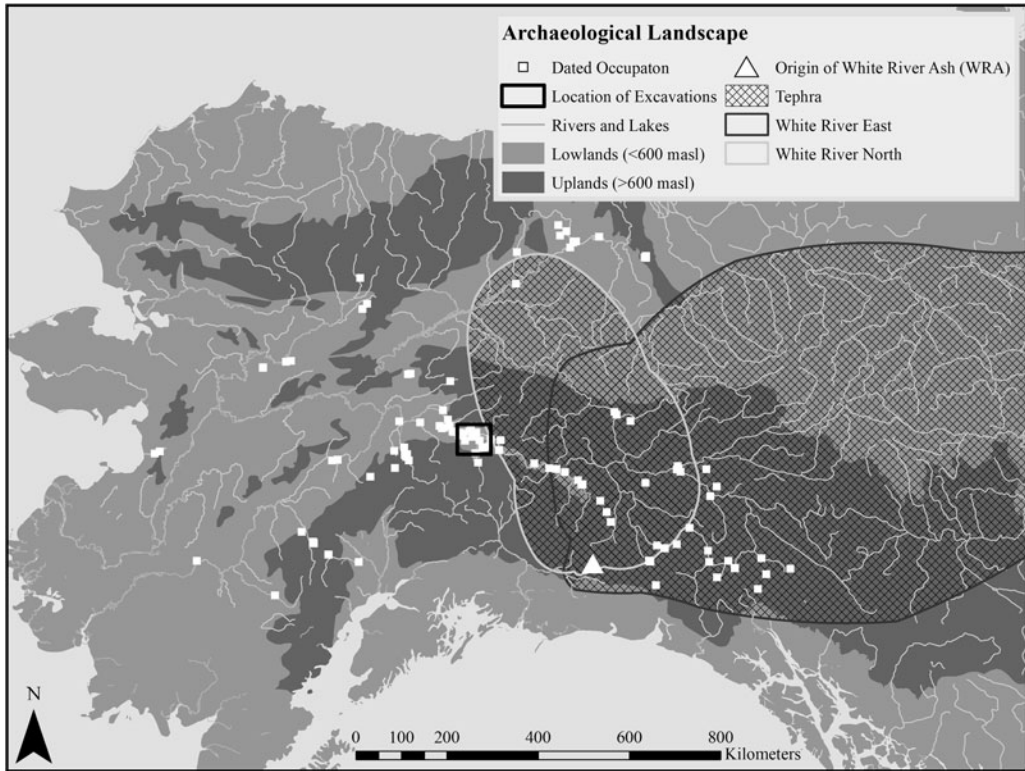 Archaeological Landscape
Dated Occupaton
Location of Excavations
Rivers and Lakes
Lowlands (<600 masl)
Uplands (>600 masl)
Origin of White River Ash (WRA)
Tephra
White River East
White River North
N
0 100 200 400 600 800
Kilometers